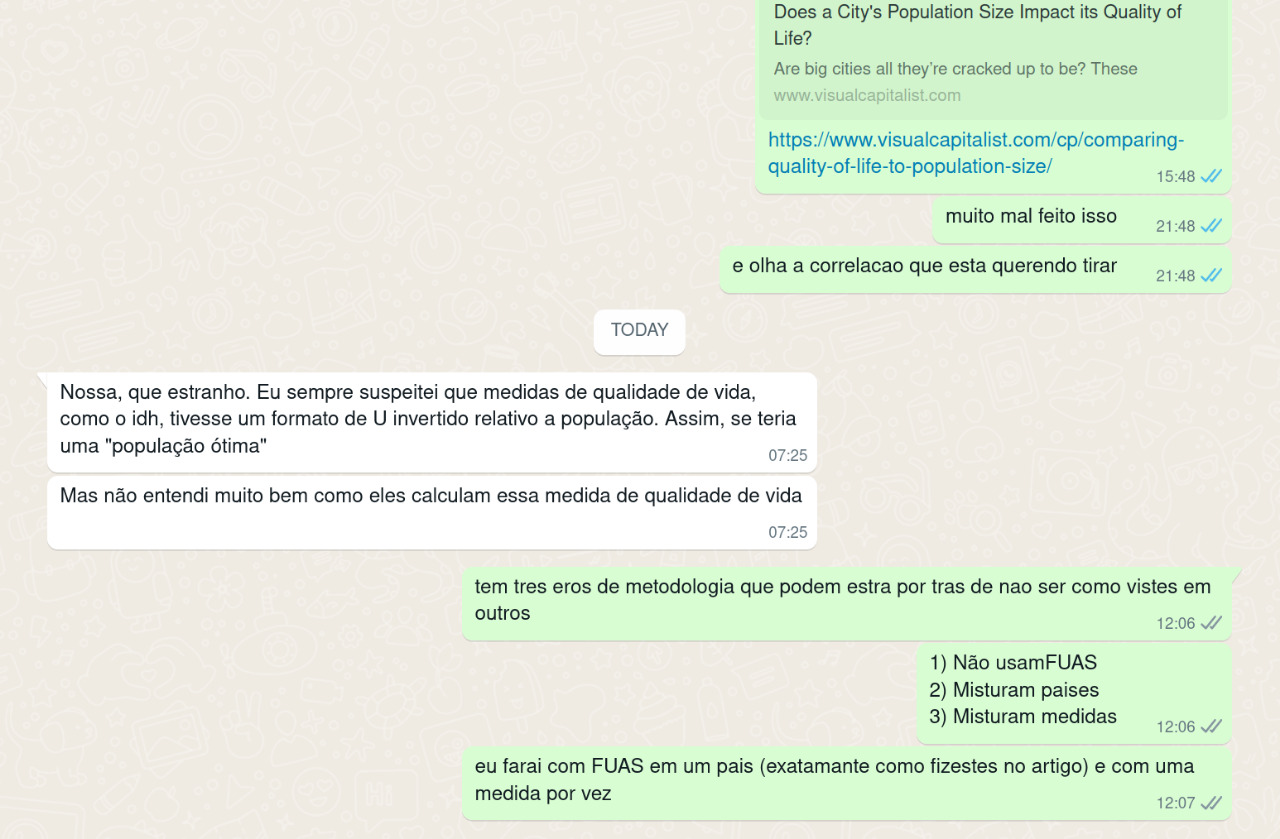 Does a City's Population Size Impact its Quality of
Life?
Are big cities all they're cracked up to be? These
www.visualcapitalist.com
https://www.visualcapitalist.com/cp/comparing-
quality-of-life-to-population-size/
15:48
muito mal feito isso
21:48
e olha a correlacao que esta querendo tirar
21:48
TODAY
Nossa, que estranho. Eu sempre suspeitei que medidas de qualidade de vida,
como o idh, tivesse um formato de U invertido relativo a população. Assim, se teria
uma "população ótima"
07:25
Mas não entendi muito bem como eles calculam essa medida de qualidade de vida
07:25
tem tres eros de metodologia que podem estra por tras de nao ser como vistes em
outros
12:06
1) Não usamFUAS
2) Misturam paises
3) Misturam medidas
12:06
eu farai com FUAS em um pais (exatamante como fizestes no artigo) e com uma
medida por vez
12:07